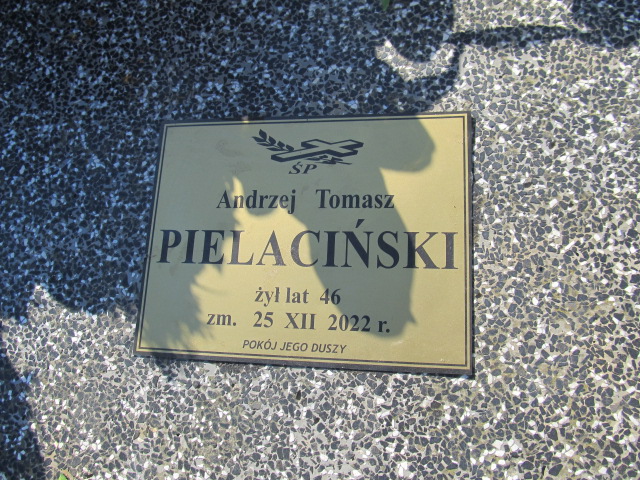 ŚP
Andrzej Tomasz
PIELACIŃSKI
żył lat 46
zm. 25 XII 2022 r.
POKÓJ JEGO DUSZY